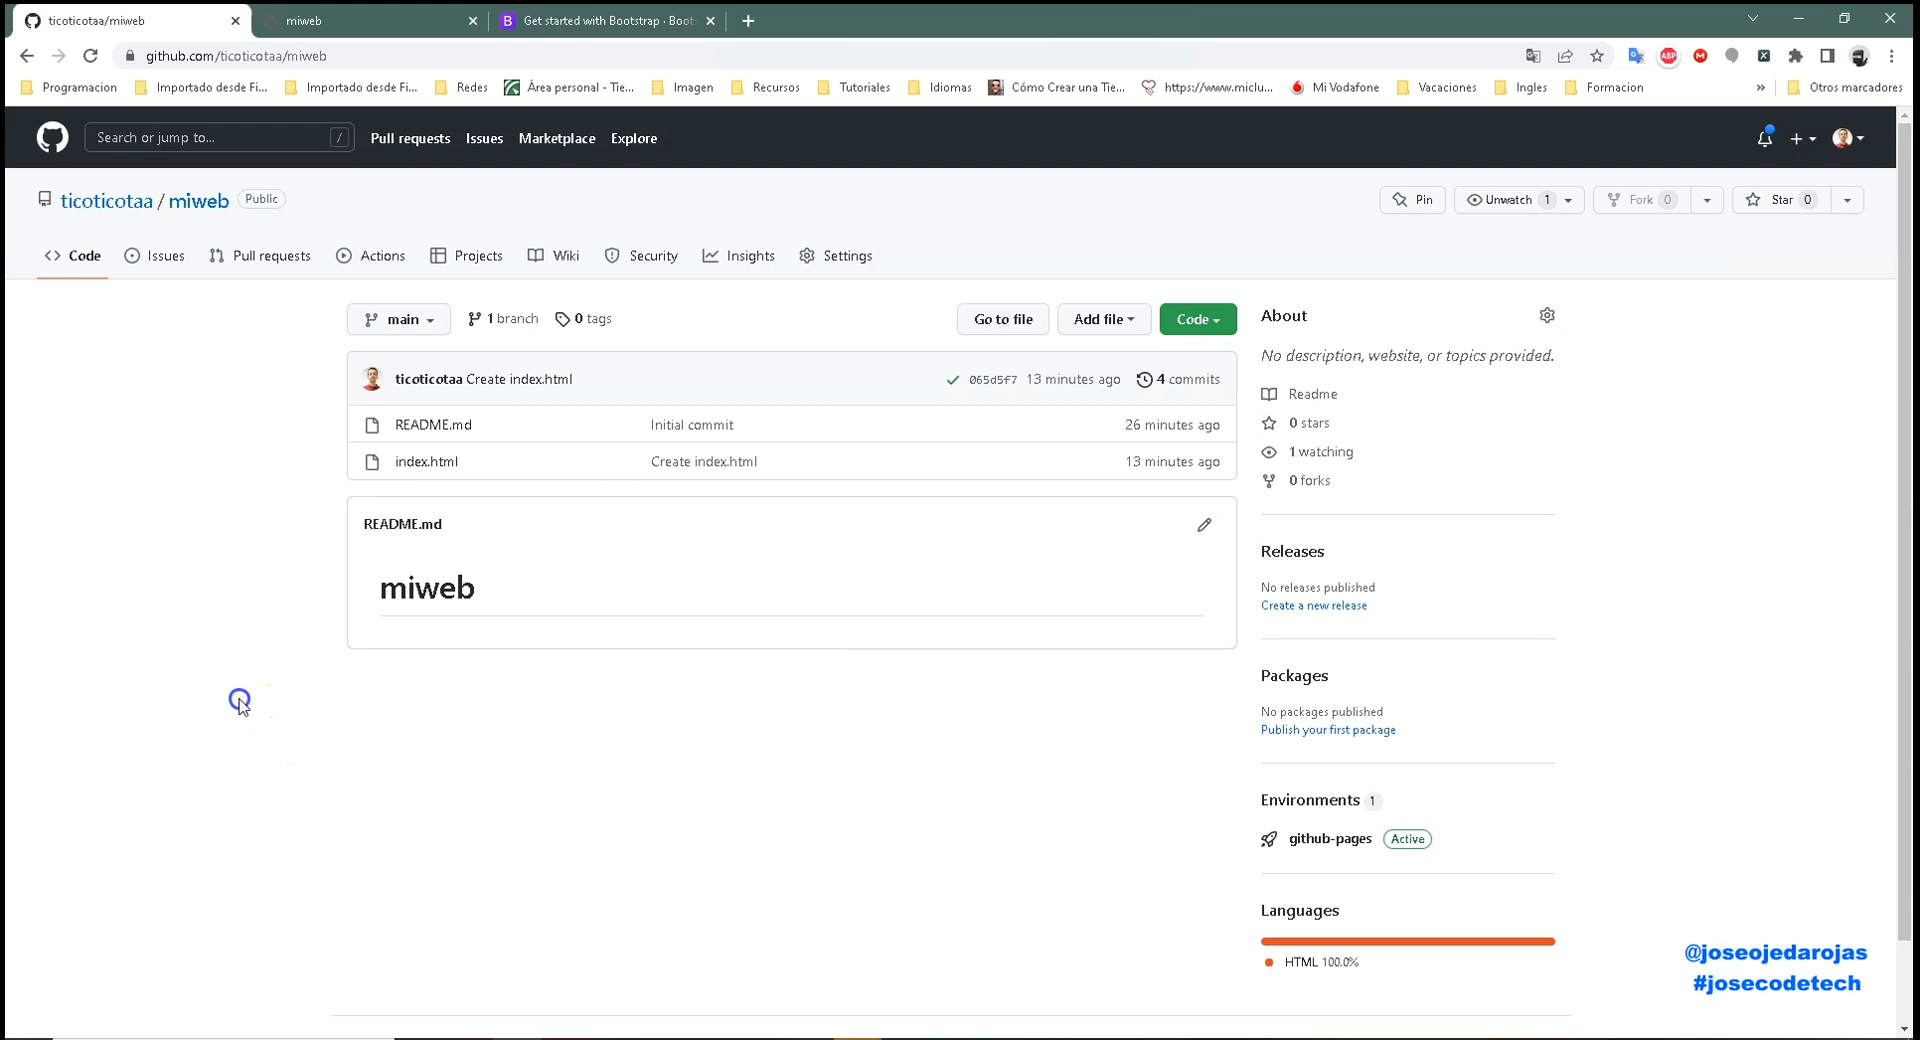 ticoticotaa/miweb
miweb
Get started with Bootstrap · Boots
github.com/ticoticotaa/miweb
Programacion
Importado desde Fi...
Importado desde Fi...
Redes
Área personal - Tie...
Imagen
Recursos
Tutoriales
Idiomas
Cómo Crear una Tie...
https://www.miclu...
Mi Vodafone
Vacaciones
Ingles
Formacion
»
Otros marcadores
Search or jump to...
/
Pull requests
Issues
Marketplace
Explore
ticoticotaa / miweb
Public
Pin
Unwatch 1
Fork 0
Star 0
Code
Issues
Pull requests
Actions
Projects
Wiki
Security
Insights
Settings
main
1 branch
0 tags
Go to file
Add file
Code
ticoticotaa Create index.html
065d5f7 13 minutes ago
4 commits
README.md
Initial commit
26 minutes ago
index.html
Create index.html
13 minutes ago
README.md
miweb
About
No description, website, or topics provided.
Readme
0 stars
1 watching
0 forks
Releases
No releases published
Create a new release
Packages
No packages published
Publish your first package
Environments 1
github-pages Active
Languages
HTML 100.0%
@joseojedarojas
#josecodetech